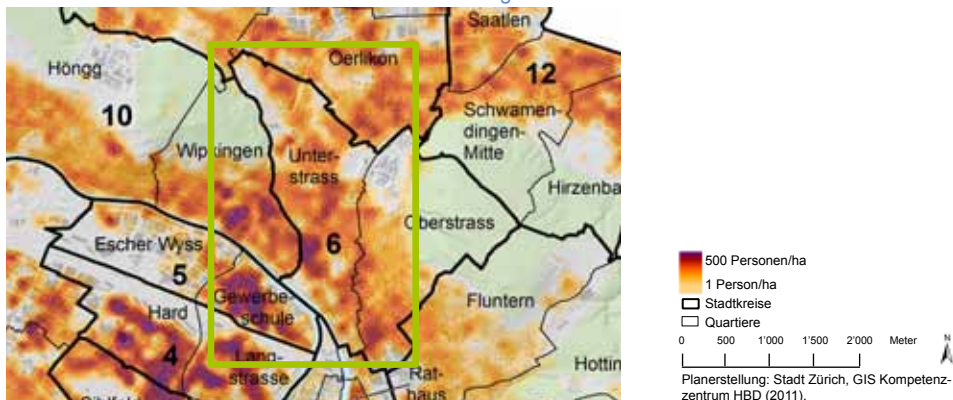 Saatlen
Höngg
Oerlikon
12
10
Schwamen-
dingen-
Mitte
Wipkingen
Unter-
strass
Hirzenba
Oberstrass
Escher Wyss
6
5
Gewerbe-
schule
Fluntern
Hard
4
Lang-
strasse
Rat-
haus
Hottin
500 Personen/ha
1 Person/ha
Stadtkreise
Quartiere
0 500 1'000 1'500 2'000 Meter
N
Planerstellung: Stadt Zürich, GIS Kompetenz-
zentrum HBD (2011).